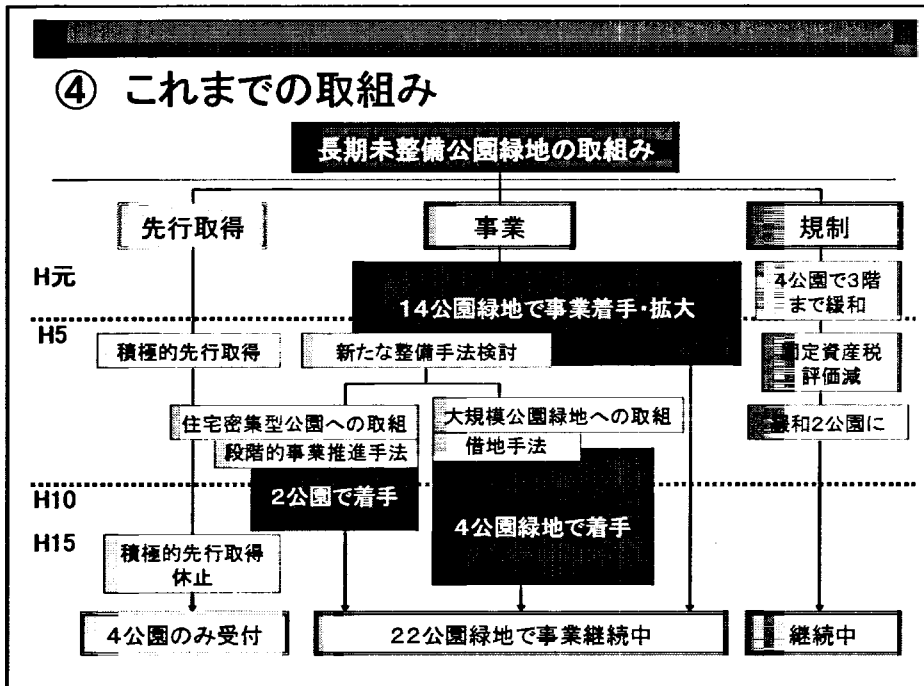 ④ これまでの取組み
長期未整備公園緑地の取組み
先行取得
事業
規制
H元
14公園緑地で事業着手・拡大
4公園で3階
まで緩和
H5
積極的先行取得
新たな整備手法検討
固定資産税
評価減
住宅密集型公園への取組
段階的事業推進手法
大規模公園緑地への取組
借地手法
緩和2公園に
H10
2公園で着手
4公園緑地で着手
H15
積極的先行取得
休止
4公園のみ受付
22公園緑地で事業継続中
継続中